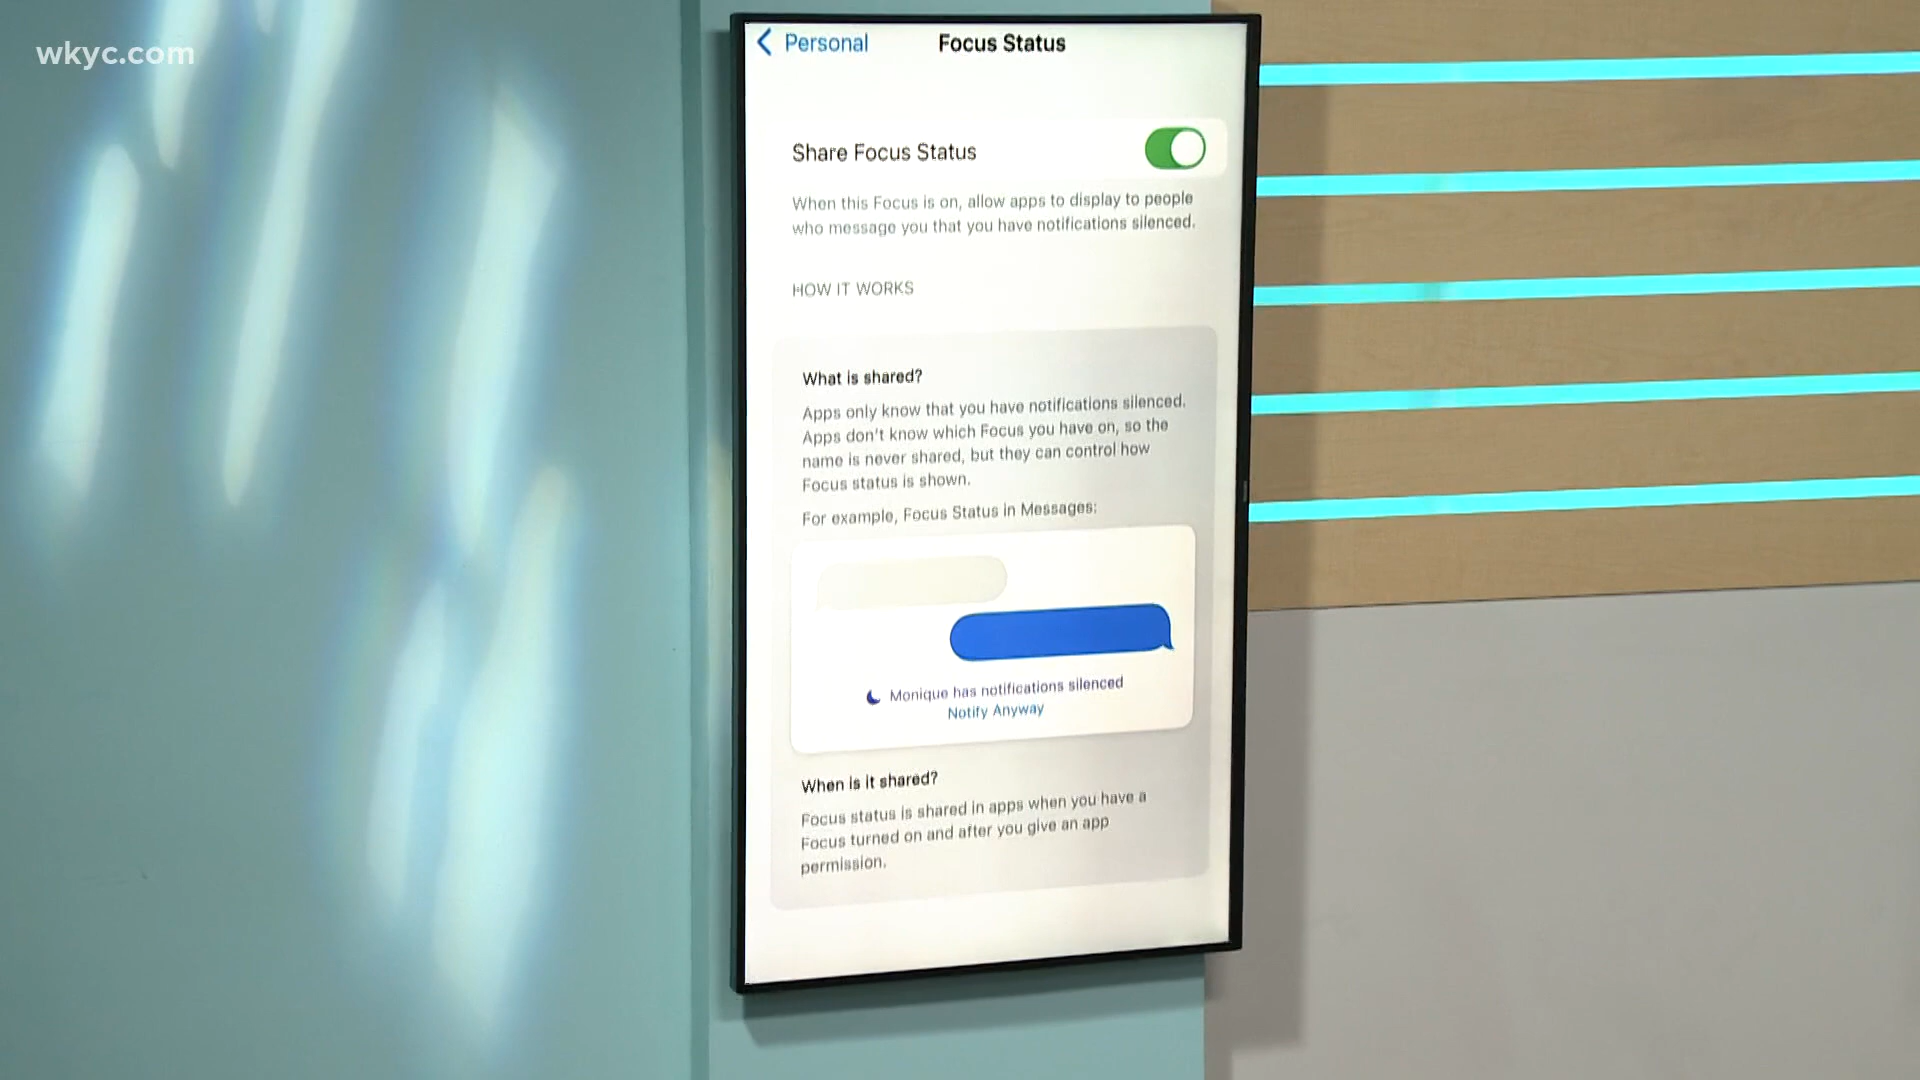 wkyc.com
Personal
Focus Status
Share Focus Status
When this Focus is on, allow apps to display to people
who message you that you have notifications silenced.
HOW IT WORKS
What is shared?
Apps only know that you have notifications silenced.
Apps don't know which Focus you have on, so the
name is never shared, but they can control how
Focus status is shown.
For example, Focus Status in Messages:
Monique has notifications silenced
Notify Anyway
When is it shared?
Focus status is shared in apps when you have a
Focus turned on and after you give an app
permission.